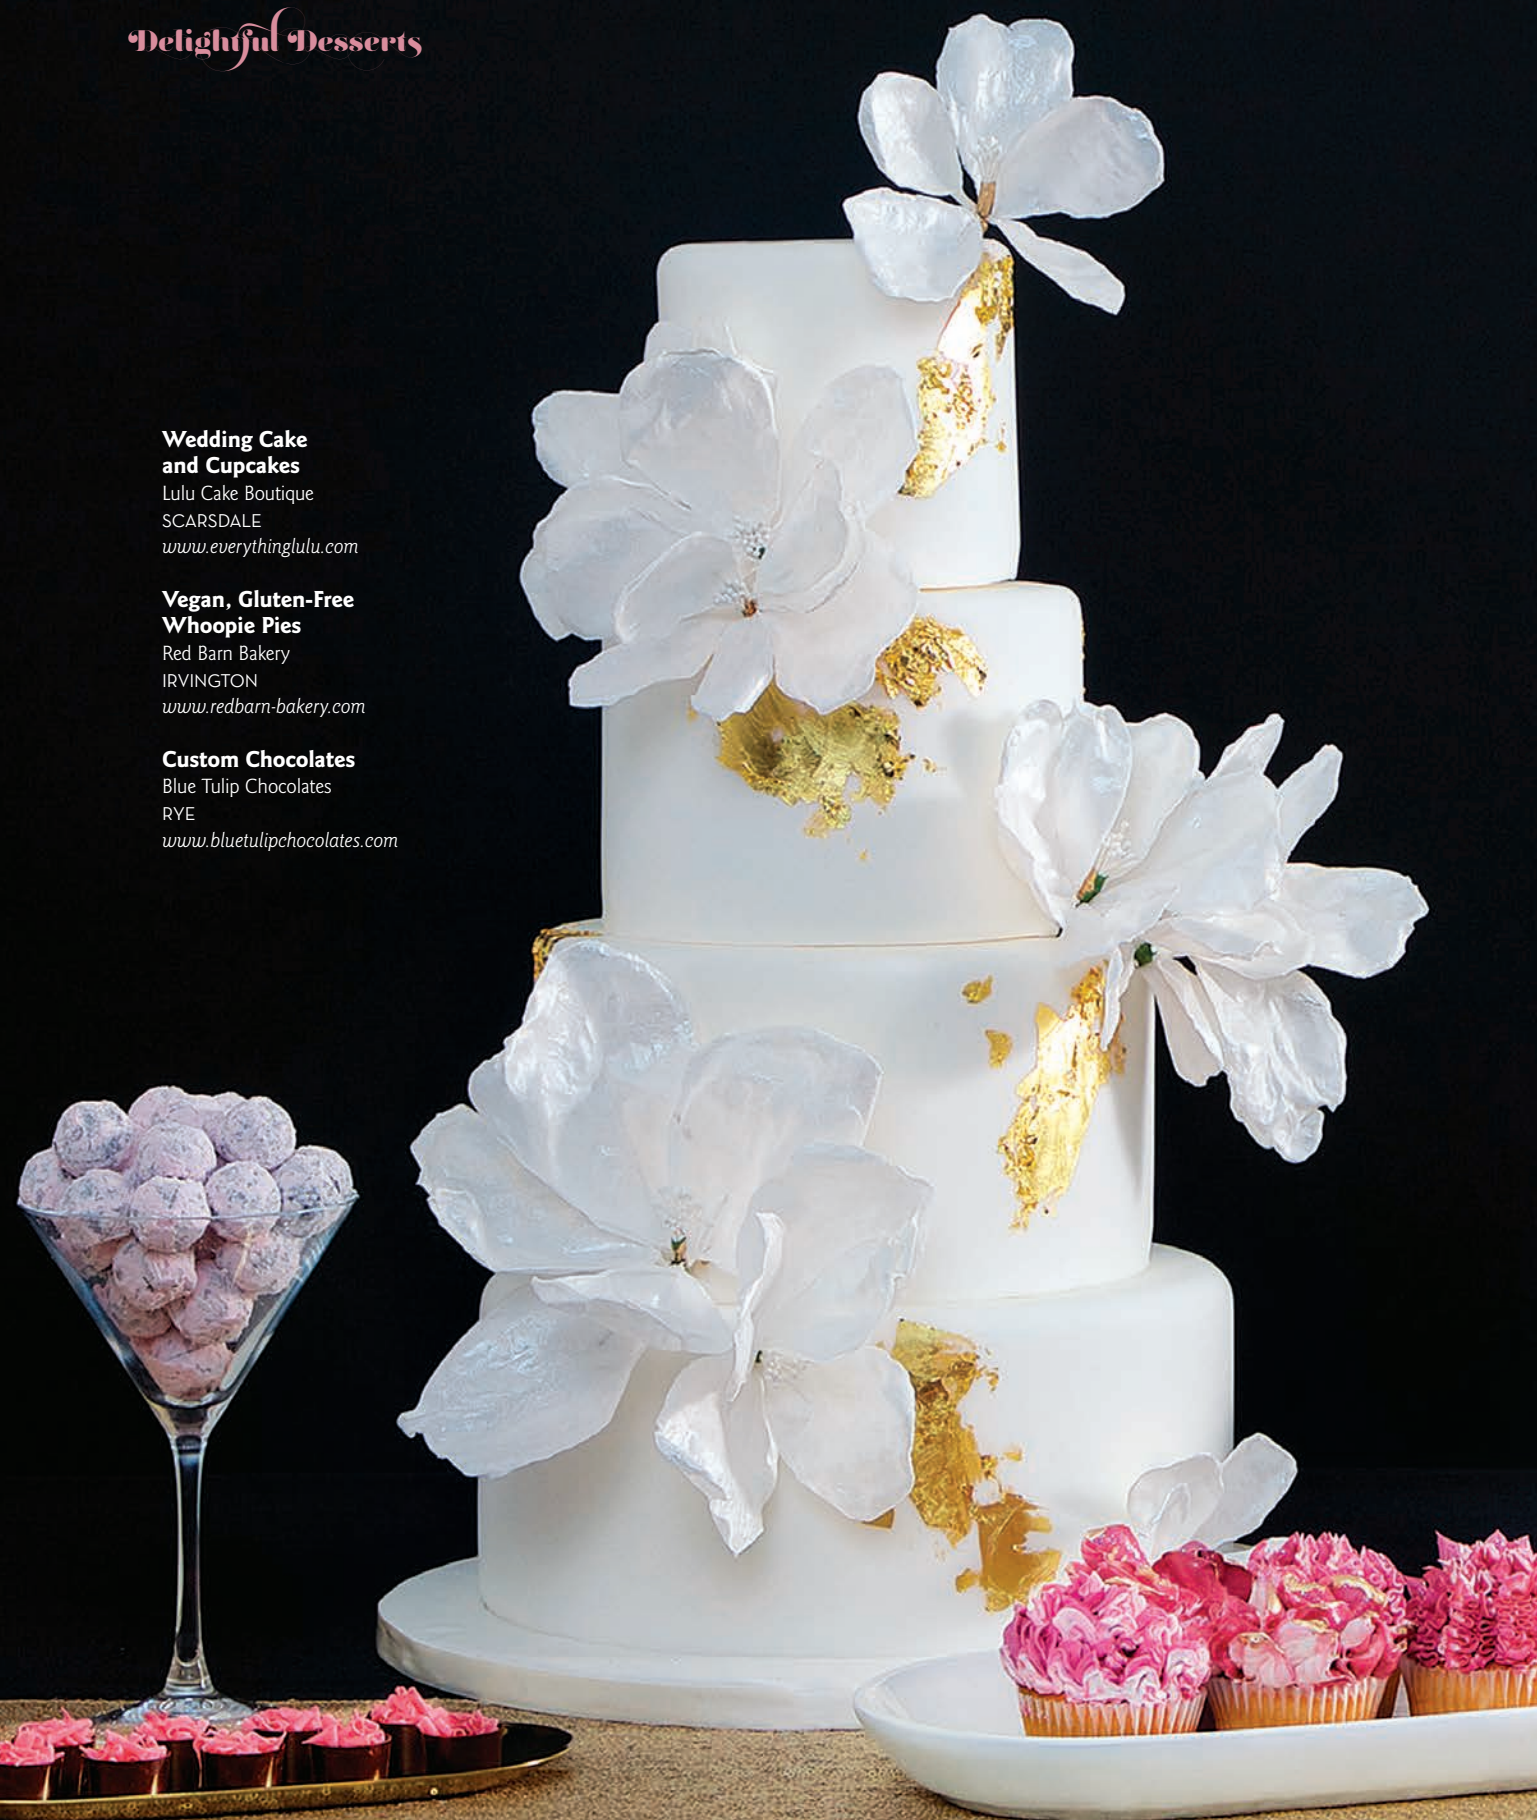 Delightful Desserts
Wedding Cake
and Cupcakes
Lulu Cake Boutique
SCARSDALE
www.everythinglulu.com
Vegan, Gluten-Free
Whoopie Pies
Red Barn Bakery
IRVINGTON
www.redbarn-bakery.com
Custom Chocolates
Blue Tulip Chocolates
RYE
www.bluetulipchocolates.com